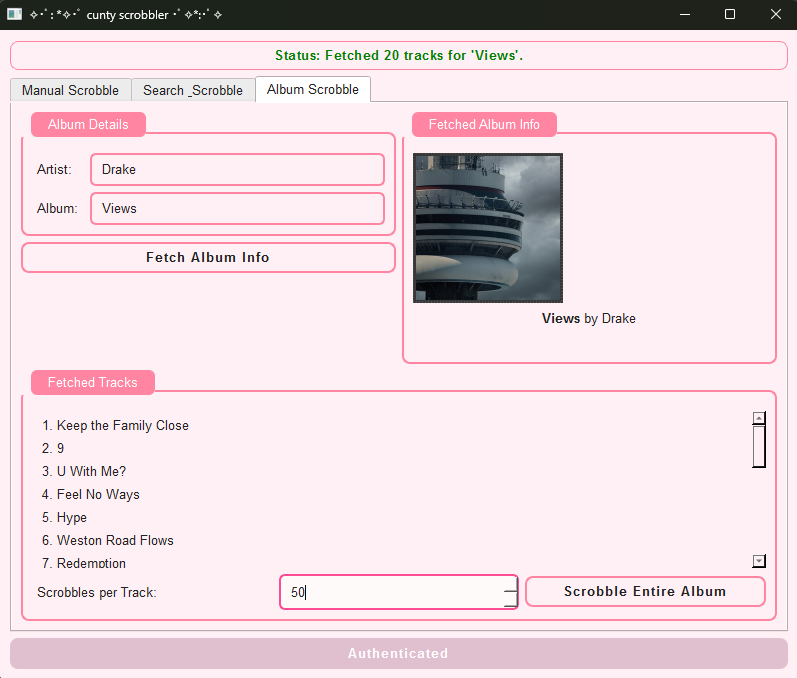 ✧･ﾟ: *✧･ﾟ cunty scrobbler ･ﾟ✧*:･ﾟ✧
Status: Fetched 20 tracks for 'Views'.
Manual Scrobble
Search _Scrobble
Album Scrobble
Album Details
Artist: Drake
Album: Views
Fetch Album Info
Fetched Album Info
Views by Drake
Fetched Tracks
1. Keep the Family Close
2. 9
3. U With Me?
4. Feel No Ways
5. Hype
6. Weston Road Flows
7. Redemption
Scrobbles per Track: 50 Scrobble Entire Album
Authenticated